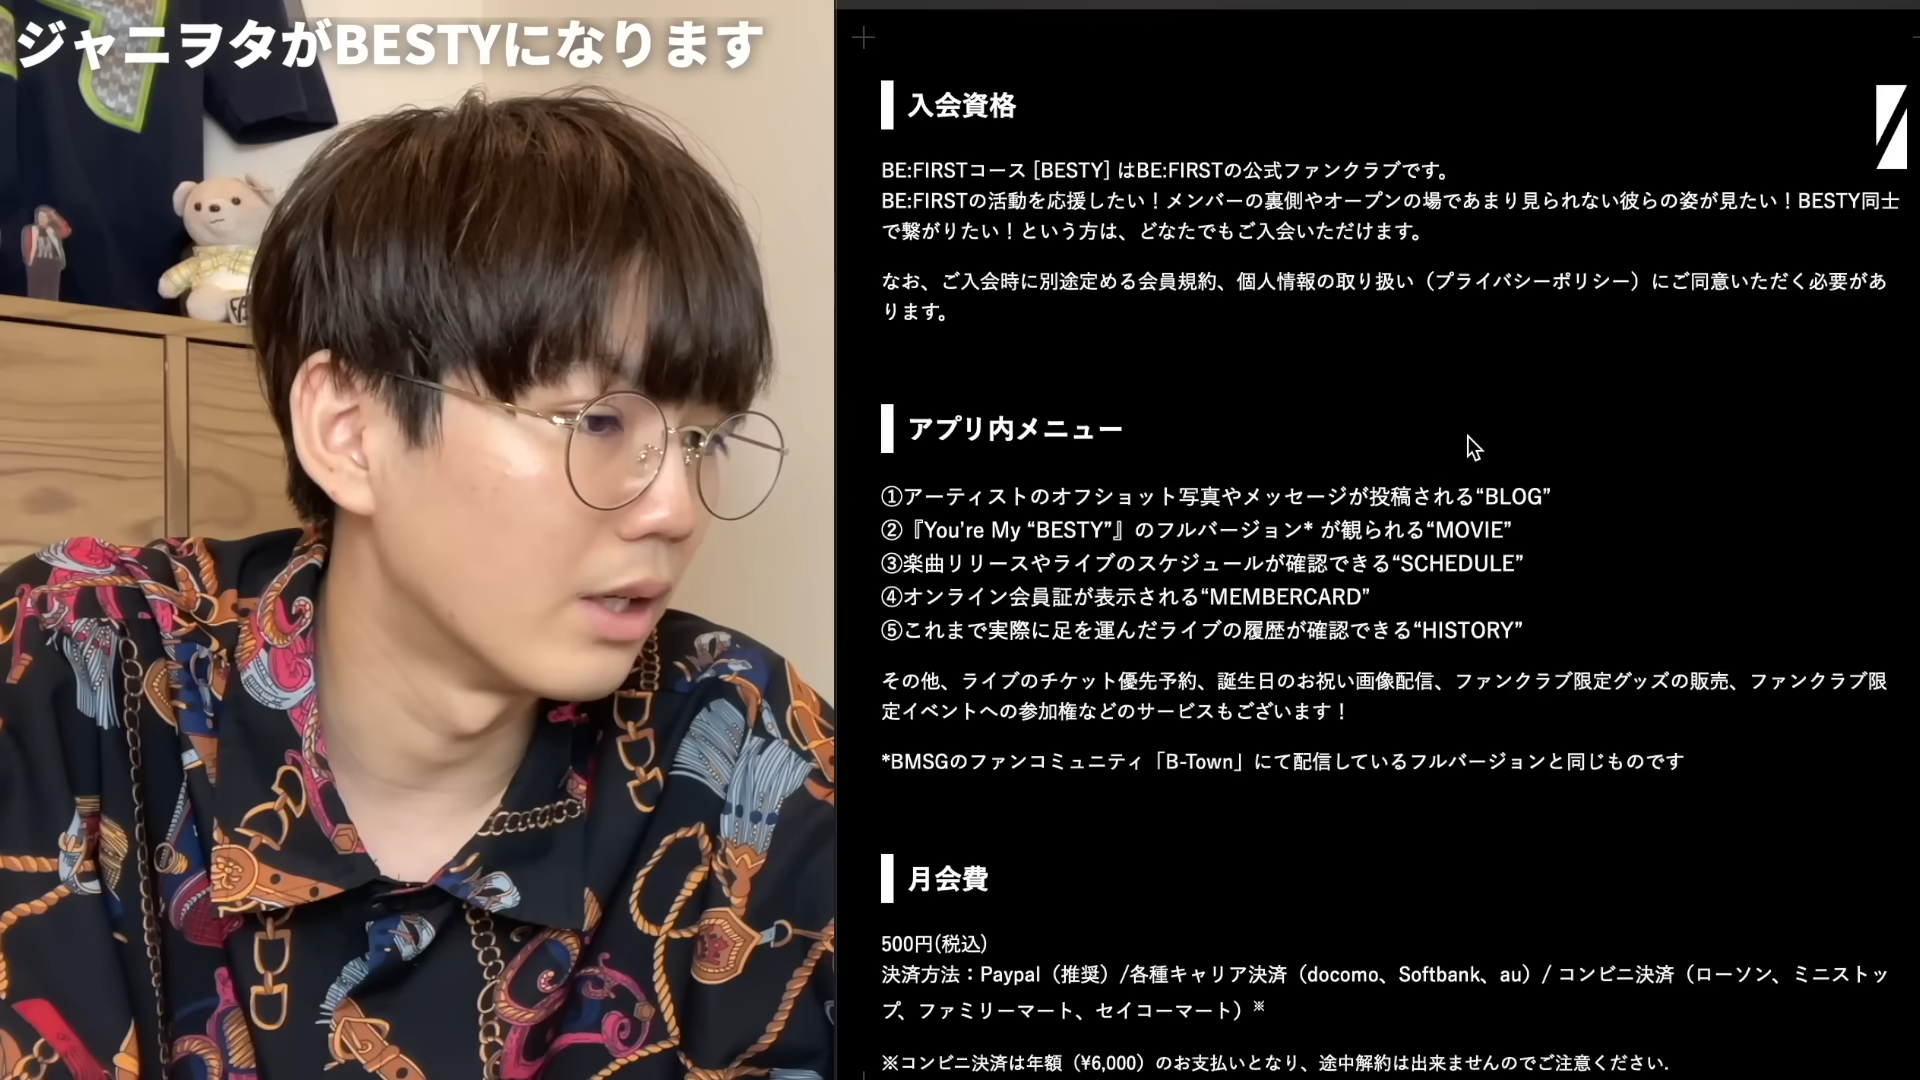 ジャニヲタがBESTYになります
入会資格
BE:FIRSTコース [BESTY] はBE:FIRSTの公式ファンクラブです。
BE:FIRSTの活動を応援したい！メンバーの裏側やオープンの場であまり見られない彼らの姿が見たい！BESTY同士
で繋がりたい！という方は、どなたでもご入会いただけます。
なお、ご入会時に別途定める会員規約、個人情報の取り扱い（プライバシーポリシー）にご同意いただく必要があ
ります。
アプリ内メニュー
①アーティストのオフショット写真やメッセージが投稿される“BLOG”
②『You’re My “BESTY”』のフルバージョン* が観られる“MOVIE”
③楽曲リリースやライブのスケジュールが確認できる“SCHEDULE”
④オンライン会員証が表示される“MEMBERCARD”
⑤これまで実際に足を運んだライブの履歴が確認できる“HISTORY”
その他、ライブのチケット優先予約、誕生日のお祝い画像配信、ファンクラブ限定グッズの販売、ファンクラブ限
定イベントへの参加権などのサービスもございます！
*BMSGのファンコミュニティ「B-Town」にて配信しているフルバージョンと同じものです
月会費
500円(税込)
決済方法：Paypal（推奨）/各種キャリア決済（docomo、Softbank、au）/ コンビニ決済（ローソン、ミニストッ
プ、ファミリーマート、セイコーマート）※
※コンビニ決済は年額（¥6,000）のお支払いとなり、途中解約は出来ませんのでご注意ください.